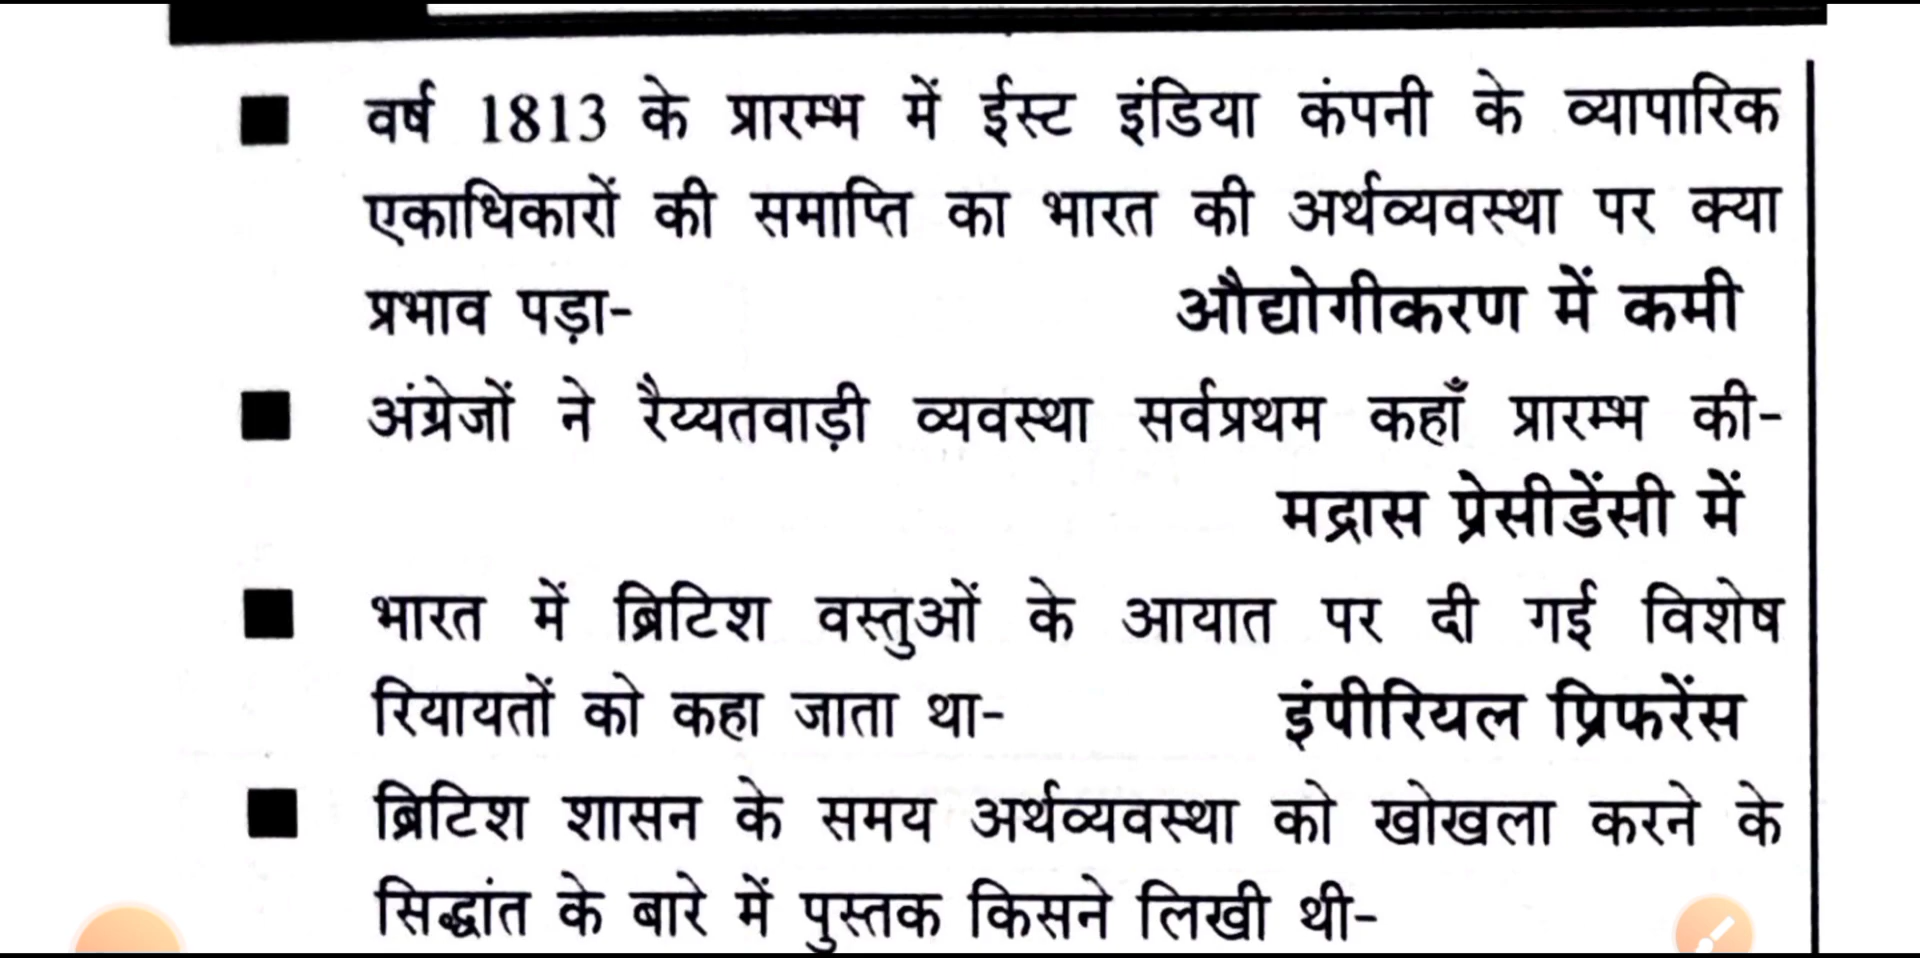 ■ वर्ष 1813 के प्रारम्भ में ईस्ट इंडिया कंपनी के व्यापारिक
एकाधिकारों की समाप्ति का भारत की अर्थव्यवस्था पर क्या
प्रभाव पड़ा- औद्योगीकरण में कमी
■ अंग्रेजों ने रैय्यतवाड़ी व्यवस्था सर्वप्रथम कहाँ प्रारम्भ की-
मद्रास प्रेसीडेंसी में
■ भारत में ब्रिटिश वस्तुओं के आयात पर दी गई विशेष
रियायतों को कहा जाता था- इंपीरियल प्रिफरेंस
■ ब्रिटिश शासन के समय अर्थव्यवस्था को खोखला करने के
सिद्धांत के बारे में पुस्तक किसने लिखी थी-